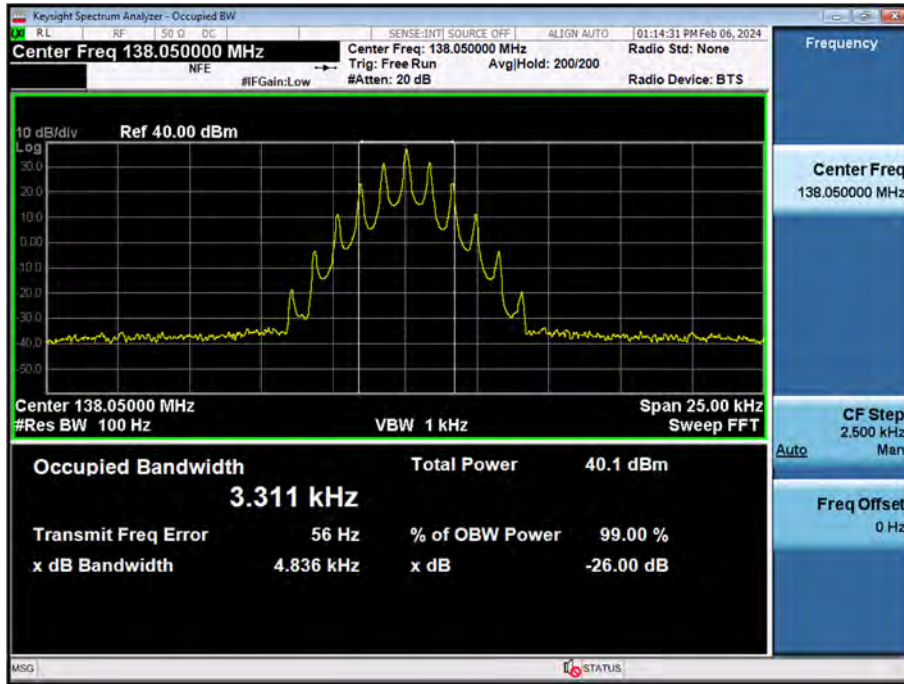 Keysight Spectrum Analyzer - Occupied BW
LXI RL RF 50 Ω DC SENSE:INT SOURCE OFF ALIGN AUTO 01:14:31 PM Feb 06, 2024
Center Freq 138.050000 MHz
Center Freq: 138.050000 MHz Radio Std: None
NFE Trig: Free Run Avg|Hold: 200/200
#IFGain:Low #Atten: 20 dB Radio Device: BTS
10 dB/div Ref 40.00 dBm
Log
30.0
20.0
10.0
0.00
-10.0
-20.0
-30.0
-40.0
-50.0
Center 138.05000 MHz Span 25.00 kHz
#Res BW 100 Hz VBW 1 kHz Sweep FFT
Occupied Bandwidth Total Power 40.1 dBm
3.311 kHz
Transmit Freq Error 56 Hz % of OBW Power 99.00 %
x dB Bandwidth 4.836 kHz x dB -26.00 dB
Frequency
Center Freq
138.050000 MHz
CF Step
2.500 kHz
Auto Man
Freq Offset
0 Hz
MSG STATUS